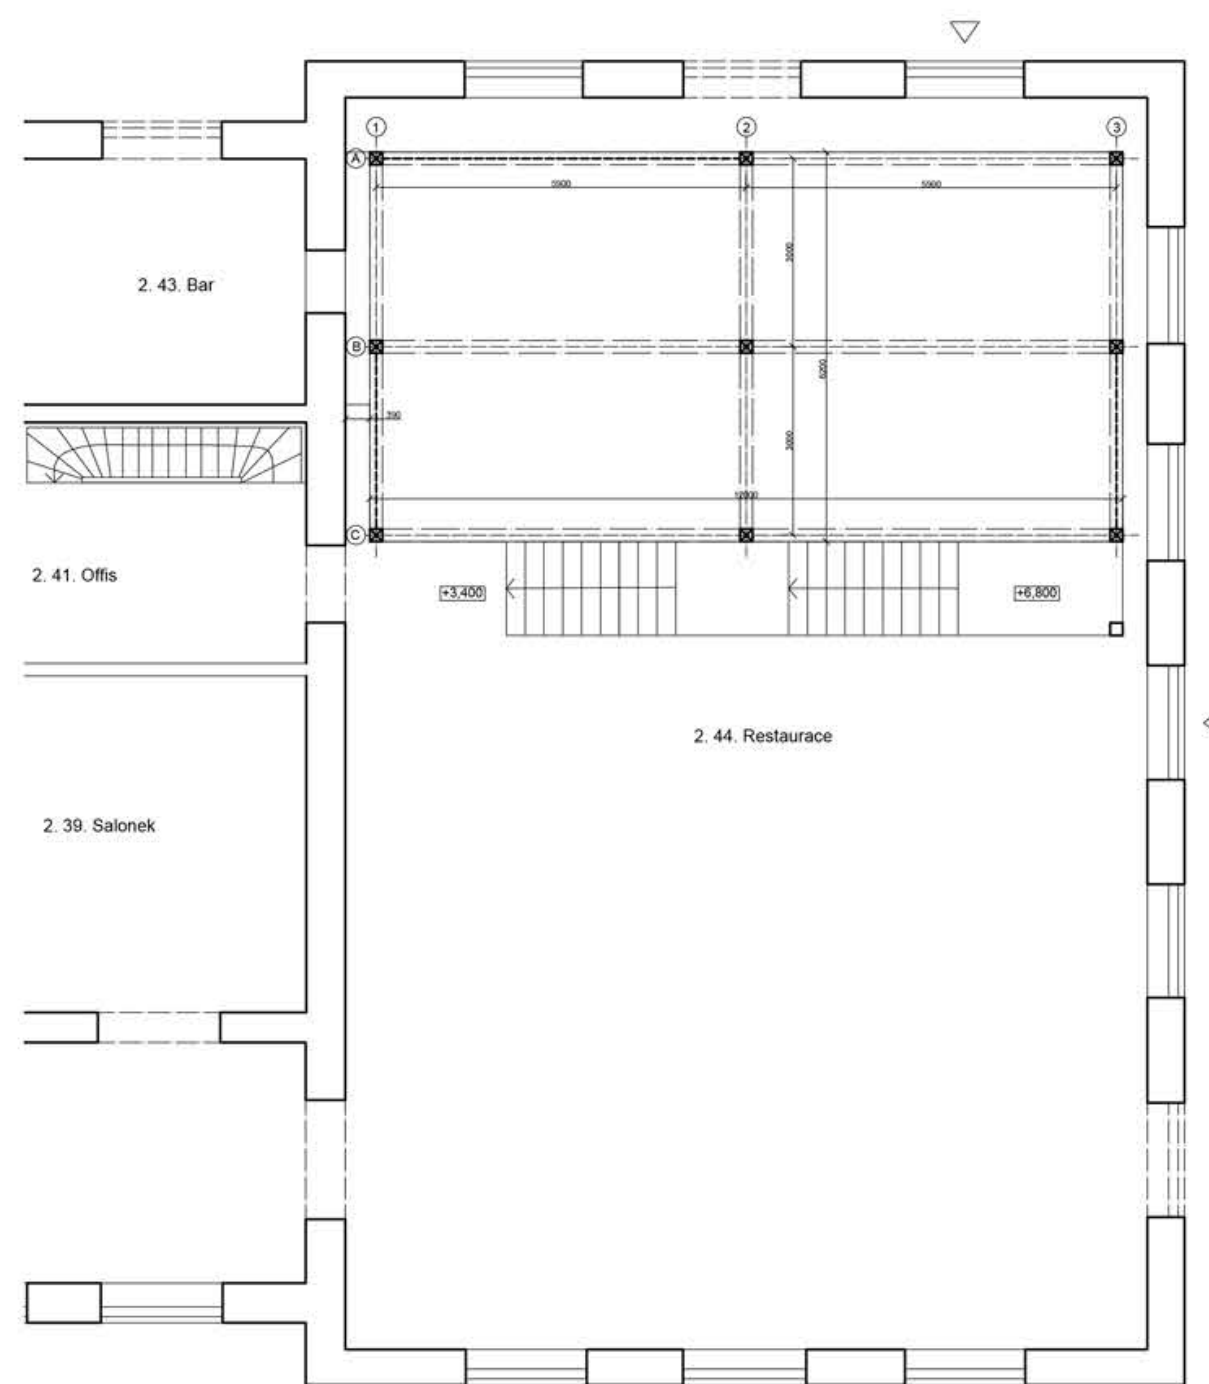 1
2
3
A
5900
5900
3000
2. 43. Bar
B
6200
390
3000
12000
C
2. 41. Offis
+3,400
+6,800
2. 44. Restaurace
2. 39. Salonek